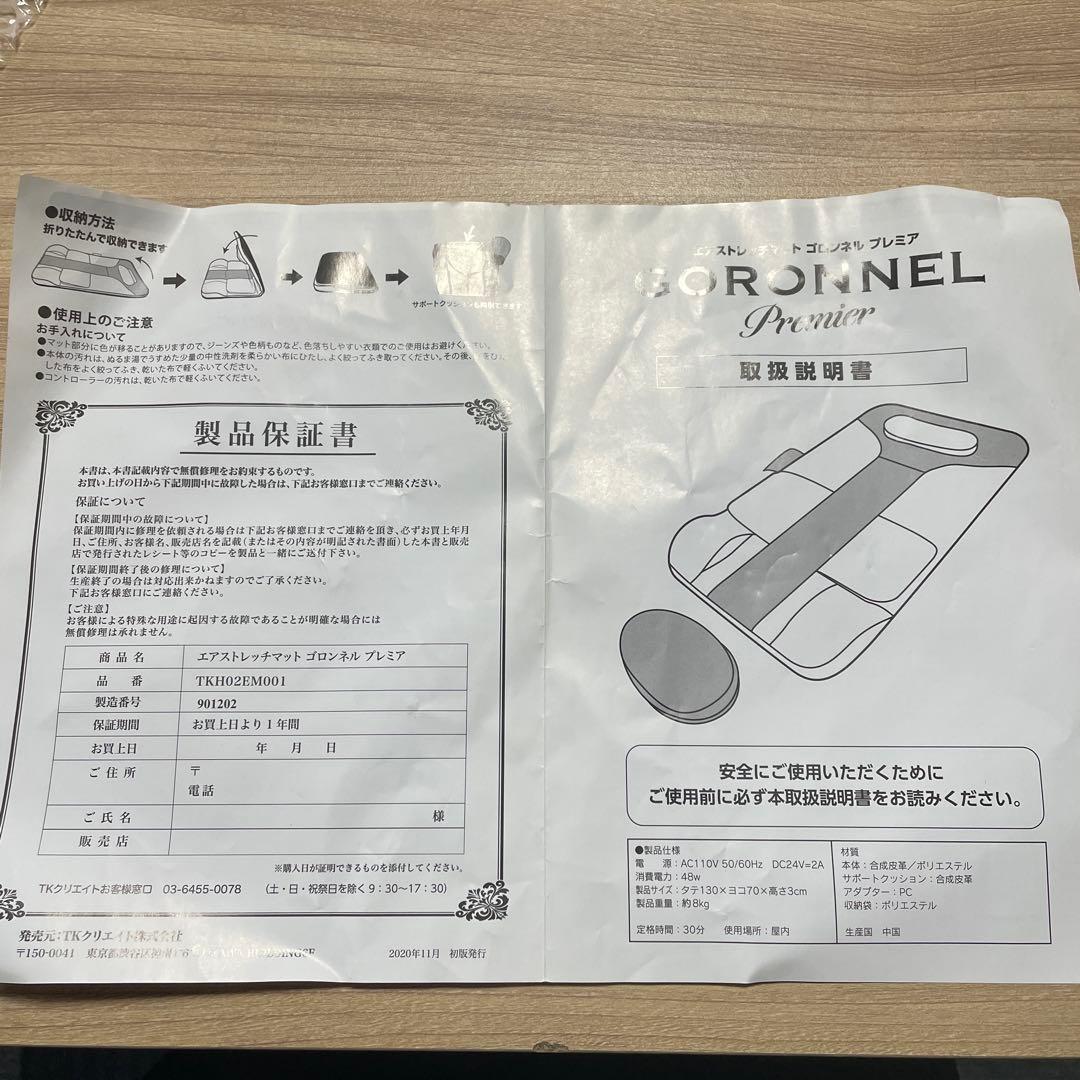 ●収納方法
折りたたんで収納できます
サポートクッションも同梱できます
●使用上のご注意
お手入れについて
●マット部分に色が移ることがありますので、ジーンズや色柄ものなど、色落ちしやすい衣類でのご使用はお避けください。
●本体の汚れは、ぬるま湯でうすめた少量の中性洗剤を柔らかい布にひたし、よく絞ってふき取ってください。その後、
した布をよく絞ってふき、乾いた布で軽くふいてください。
●コントローラーの汚れは、乾いた布で軽くふいてください。
製品保証書
本書は、本書記載内容で無償修理をお約束するものです。
お買い上げの日から下記期間中に故障した場合は、下記お客様窓口までご連絡ください。
保証について
【保証期間中の故障について】
保証期間内に修理を依頼される場合は下記お客様窓口までご連絡を頂き、必ずお買上年月
日、ご住所、お客様名、販売店名を記載(またはその内容が明記された書面)した本書と販売
店で発行されたレシート等のコピーを製品と一緒にご送付下さい。
【保証期間終了後の修理について】
生産終了の場合は対応出来かねますのでご了承ください。
下記お客様窓口にご連絡ください。
【ご注意】
お客様による特殊な用途に起因する故障であることが明確な場合には
無償修理は承れません。
商品名 エアストレッチマット ゴロンネル プレミア
品 番 TKH02EM001
製造番号 901202
保証期間 お買上日より1年間
お買上日 年 月 日
ご住所 〒
電話
ご氏名 様
販売店
※購入日が証明できるものを添付してください。
TKクリエイトお客様窓口 03-6455-0078 (土・日・祝祭日を除く9:30〜17:30)
発売元:TKクリエイト株式会社
〒150-0041 東京都渋谷区神南1
2020年11月 初版発行
エアストレッチマット ゴロンネル プレミア
GORONNEL
Premier
取扱説明書
安全にご使用いただくために
ご使用前に必ず本取扱説明書をお読みください。
●製品仕様
電 源:AC110V 50/60Hz DC24V=2A
消費電力:48w
製品サイズ:タテ130×ヨコ70×高さ3cm
製品重量:約8kg
定格時間:30分 使用場所:屋内
材質
本体:合成皮革/ポリエステル
サポートクッション:合成皮革
アダプター:PC
収納袋:ポリエステル
生産国 中国